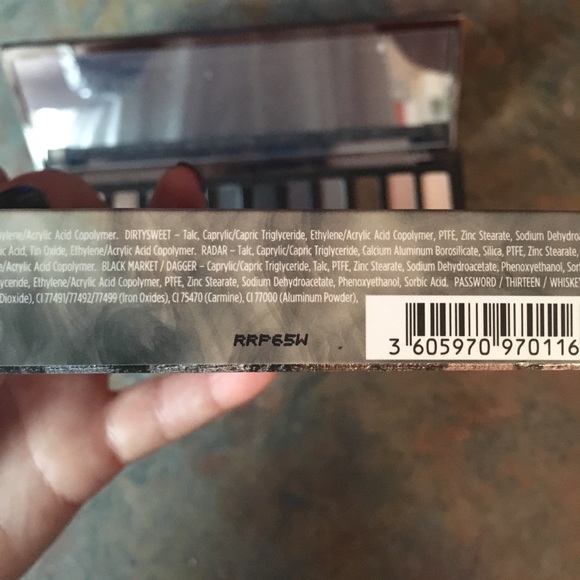 ylene/Acrylic Acid Copolymer. DIRTYSWEET – Talc, Caprylic/Capric Triglyceride, Ethylene/Acrylic Acid Copolymer, PTFE, Zinc Stearate, Sodium Dehydroa
ic Acid, Tin Oxide, Ethylene/Acrylic Acid Copolymer. RADAR – Talc, Caprylic/Capric Triglyceride, Calcium Aluminum Borosilicate, Silica, PTFE, Zinc Stearate,
e/Acrylic Acid Copolymer. BLACK MARKET / DAGGER – Caprylic/Capric Triglyceride, Talc, PTFE, Zinc Stearate, Sodium Dehydroacetate, Phenoxyethanol, Sor
lyceride, Ethylene/Acrylic Acid Copolymer, PTFE, Zinc Stearate, Sodium Dehydroacetate, Phenoxyethanol, Sorbic Acid. PASSWORD / THIRTEEN / WHISKEY
Dioxide), CI 77491/77492/77499 (Iron Oxides), CI 75470 (Carmine), CI 77000 (Aluminum Powder),
RRP65W
3 605970 970116